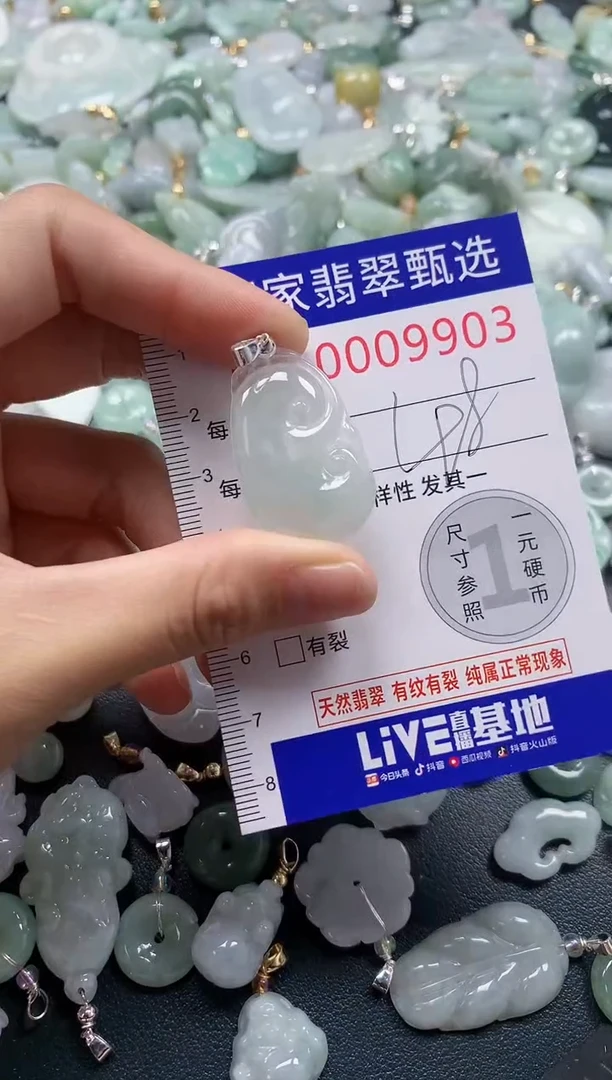 家翡翠甄选
0009903
每
每
样性 发其一
尺寸参照
1
一元硬币
有裂
天然翡翠 有纹有裂 纯属正常现象
LiVE直播基地
今日头条 抖音 西瓜视频 抖音火山版
1
2
3
6
7
8